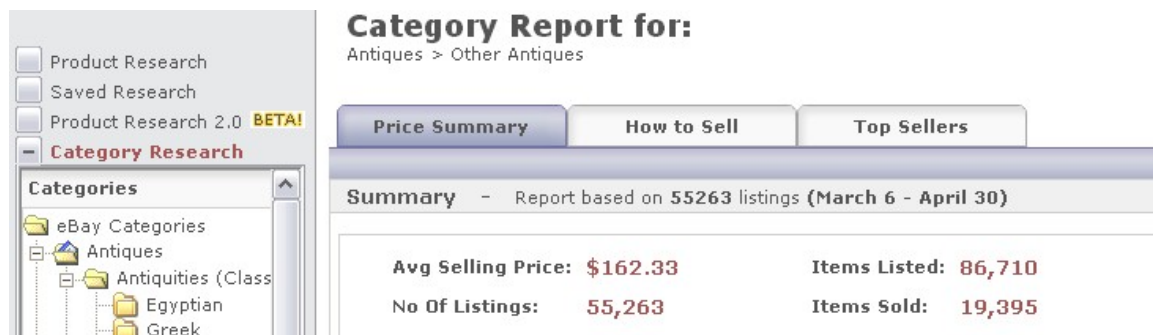 Product Research
Saved Research
Product Research 2.0 BETA!
Category Research
Categories
eBay Categories
Antiques
Antiquities (Class
Egyptian
Greek
Category Report for:
Antiques > Other Antiques
Price Summary
How to Sell
Top Sellers
Summary - Report based on 55263 listings (March 6 - April 30)
Avg Selling Price: $162.33 Items Listed: 86,710
No Of Listings: 55,263 Items Sold: 19,395